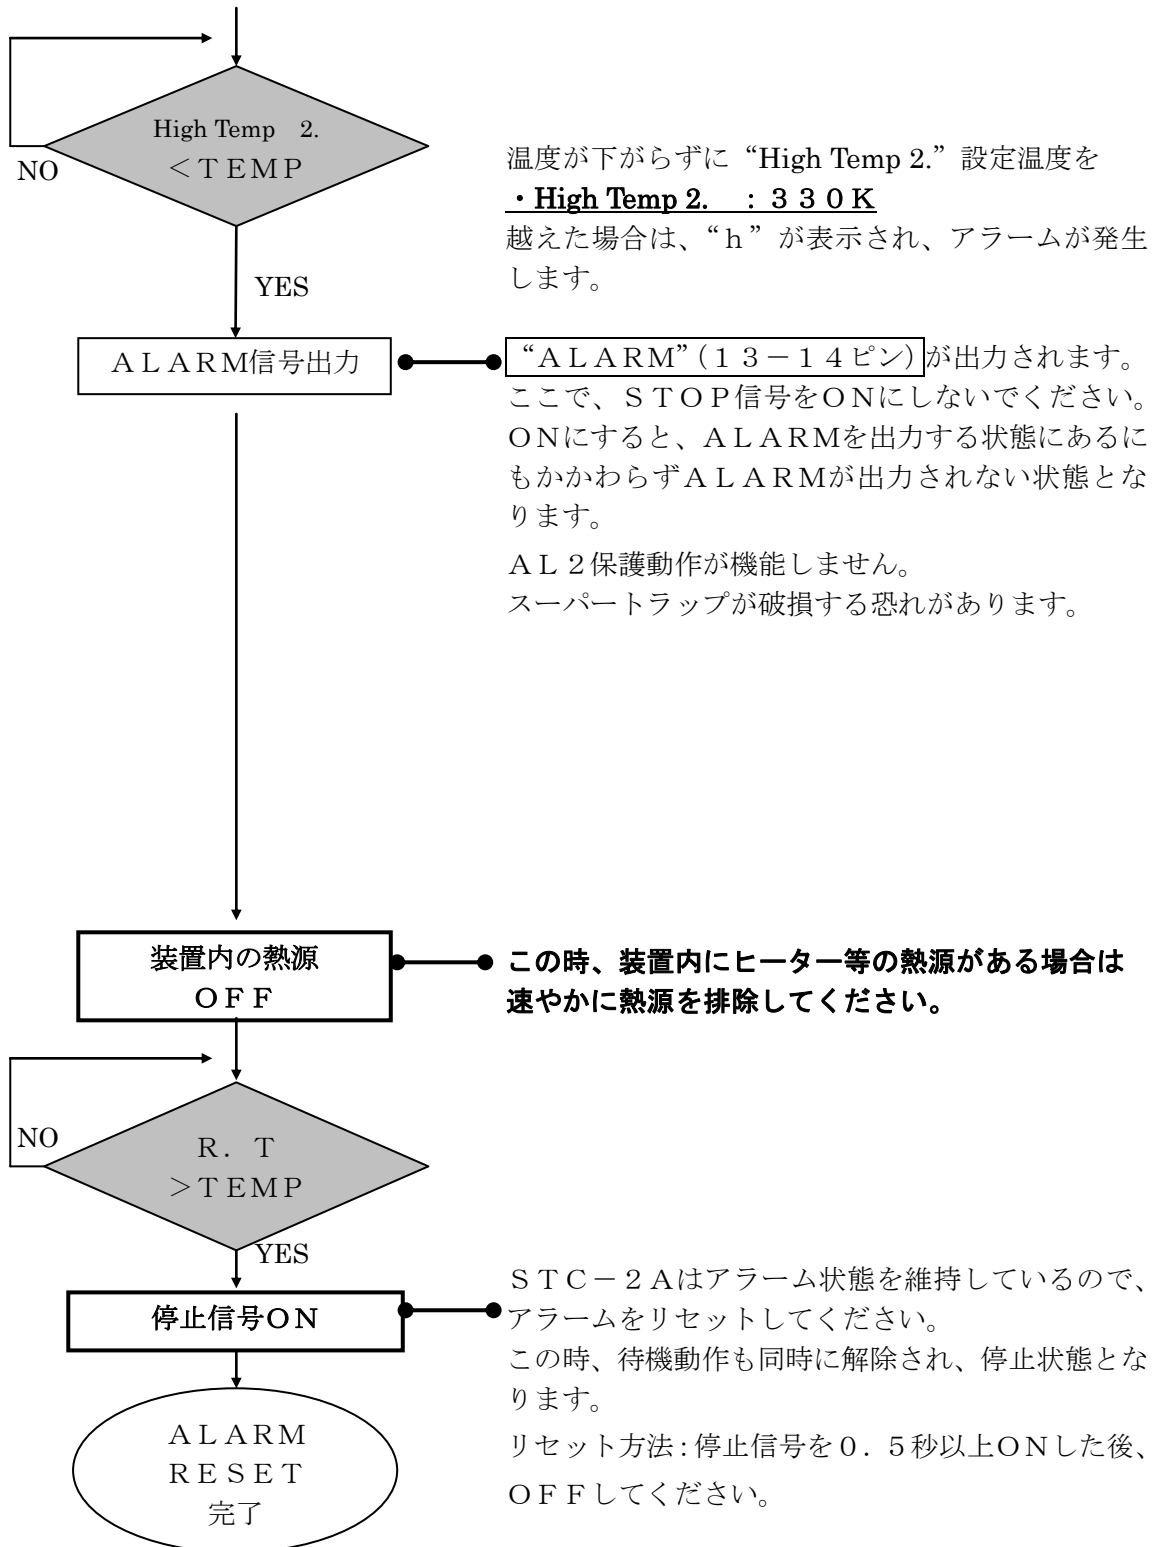 High Temp　2.
＜ＴＥＭＰ
NO
温度が下がらずに“High Temp 2.”設定温度を
・High Temp 2.　：３３０Ｋ
越えた場合は、“ｈ”が表示され、アラームが発生
します。
YES
ＡＬＡＲＭ信号出力
“ＡＬＡＲＭ”（１３－１４ピン）が出力されます。
ここで、ＳＴＯＰ信号をＯＮにしないでください。
ＯＮにすると、ＡＬＡＲＭを出力する状態にあるに
もかかわらずＡＬＡＲＭが出力されない状態とな
ります。
ＡＬ２保護動作が機能しません。
スーパートラップが破損する恐れがあります。
装置内の熱源
ＯＦＦ
この時、装置内にヒーター等の熱源がある場合は
速やかに熱源を排除してください。
NO
Ｒ．Ｔ
＞ＴＥＭＰ
YES
停止信号ＯＮ
ＳＴＣ－２Ａはアラーム状態を維持しているので、
アラームをリセットしてください。
この時、待機動作も同時に解除され、停止状態とな
ります。
リセット方法：停止信号を０．５秒以上ＯＮした後、
ＯＦＦしてください。
ＡＬＡＲＭ
ＲＥＳＥＴ
完了